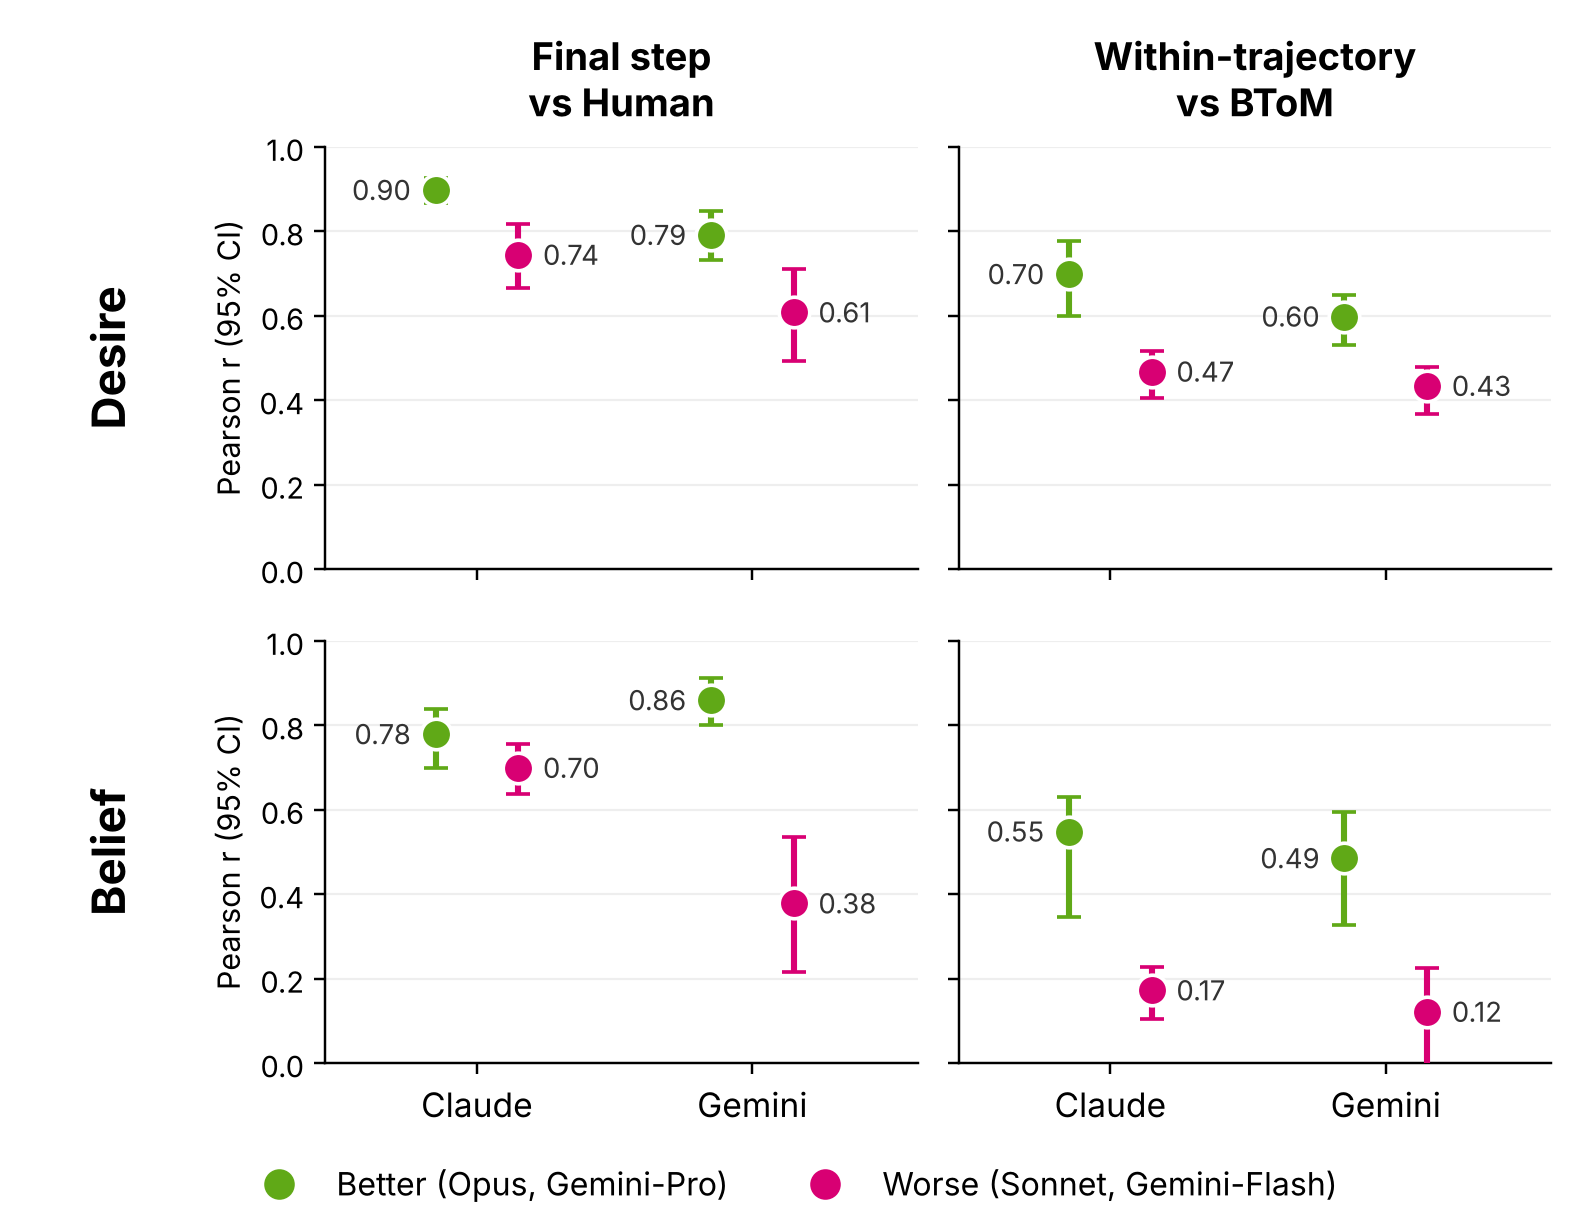 Final step
vs Human
Within-trajectory
vs BToM
Desire
Pearson r (95% CI)
1.0
0.8
0.6
0.4
0.2
0.0
0.90
0.74
0.79
0.61
0.70
0.47
0.60
0.43
Belief
Pearson r (95% CI)
1.0
0.8
0.6
0.4
0.2
0.0
0.78
0.70
0.86
0.38
0.55
0.17
0.49
0.12
Claude
Gemini
Claude
Gemini
Better (Opus, Gemini-Pro)
Worse (Sonnet, Gemini-Flash)